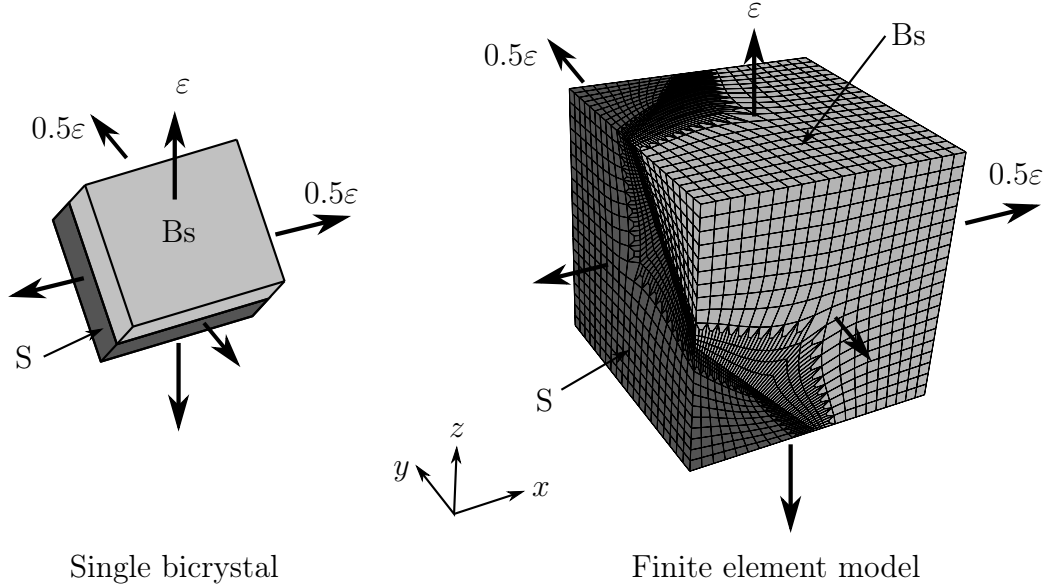 ε
0.5ε
0.5ε
Bs
S
ε
0.5ε
Bs
0.5ε
S
z
y
x
Single bicrystal
Finite element model